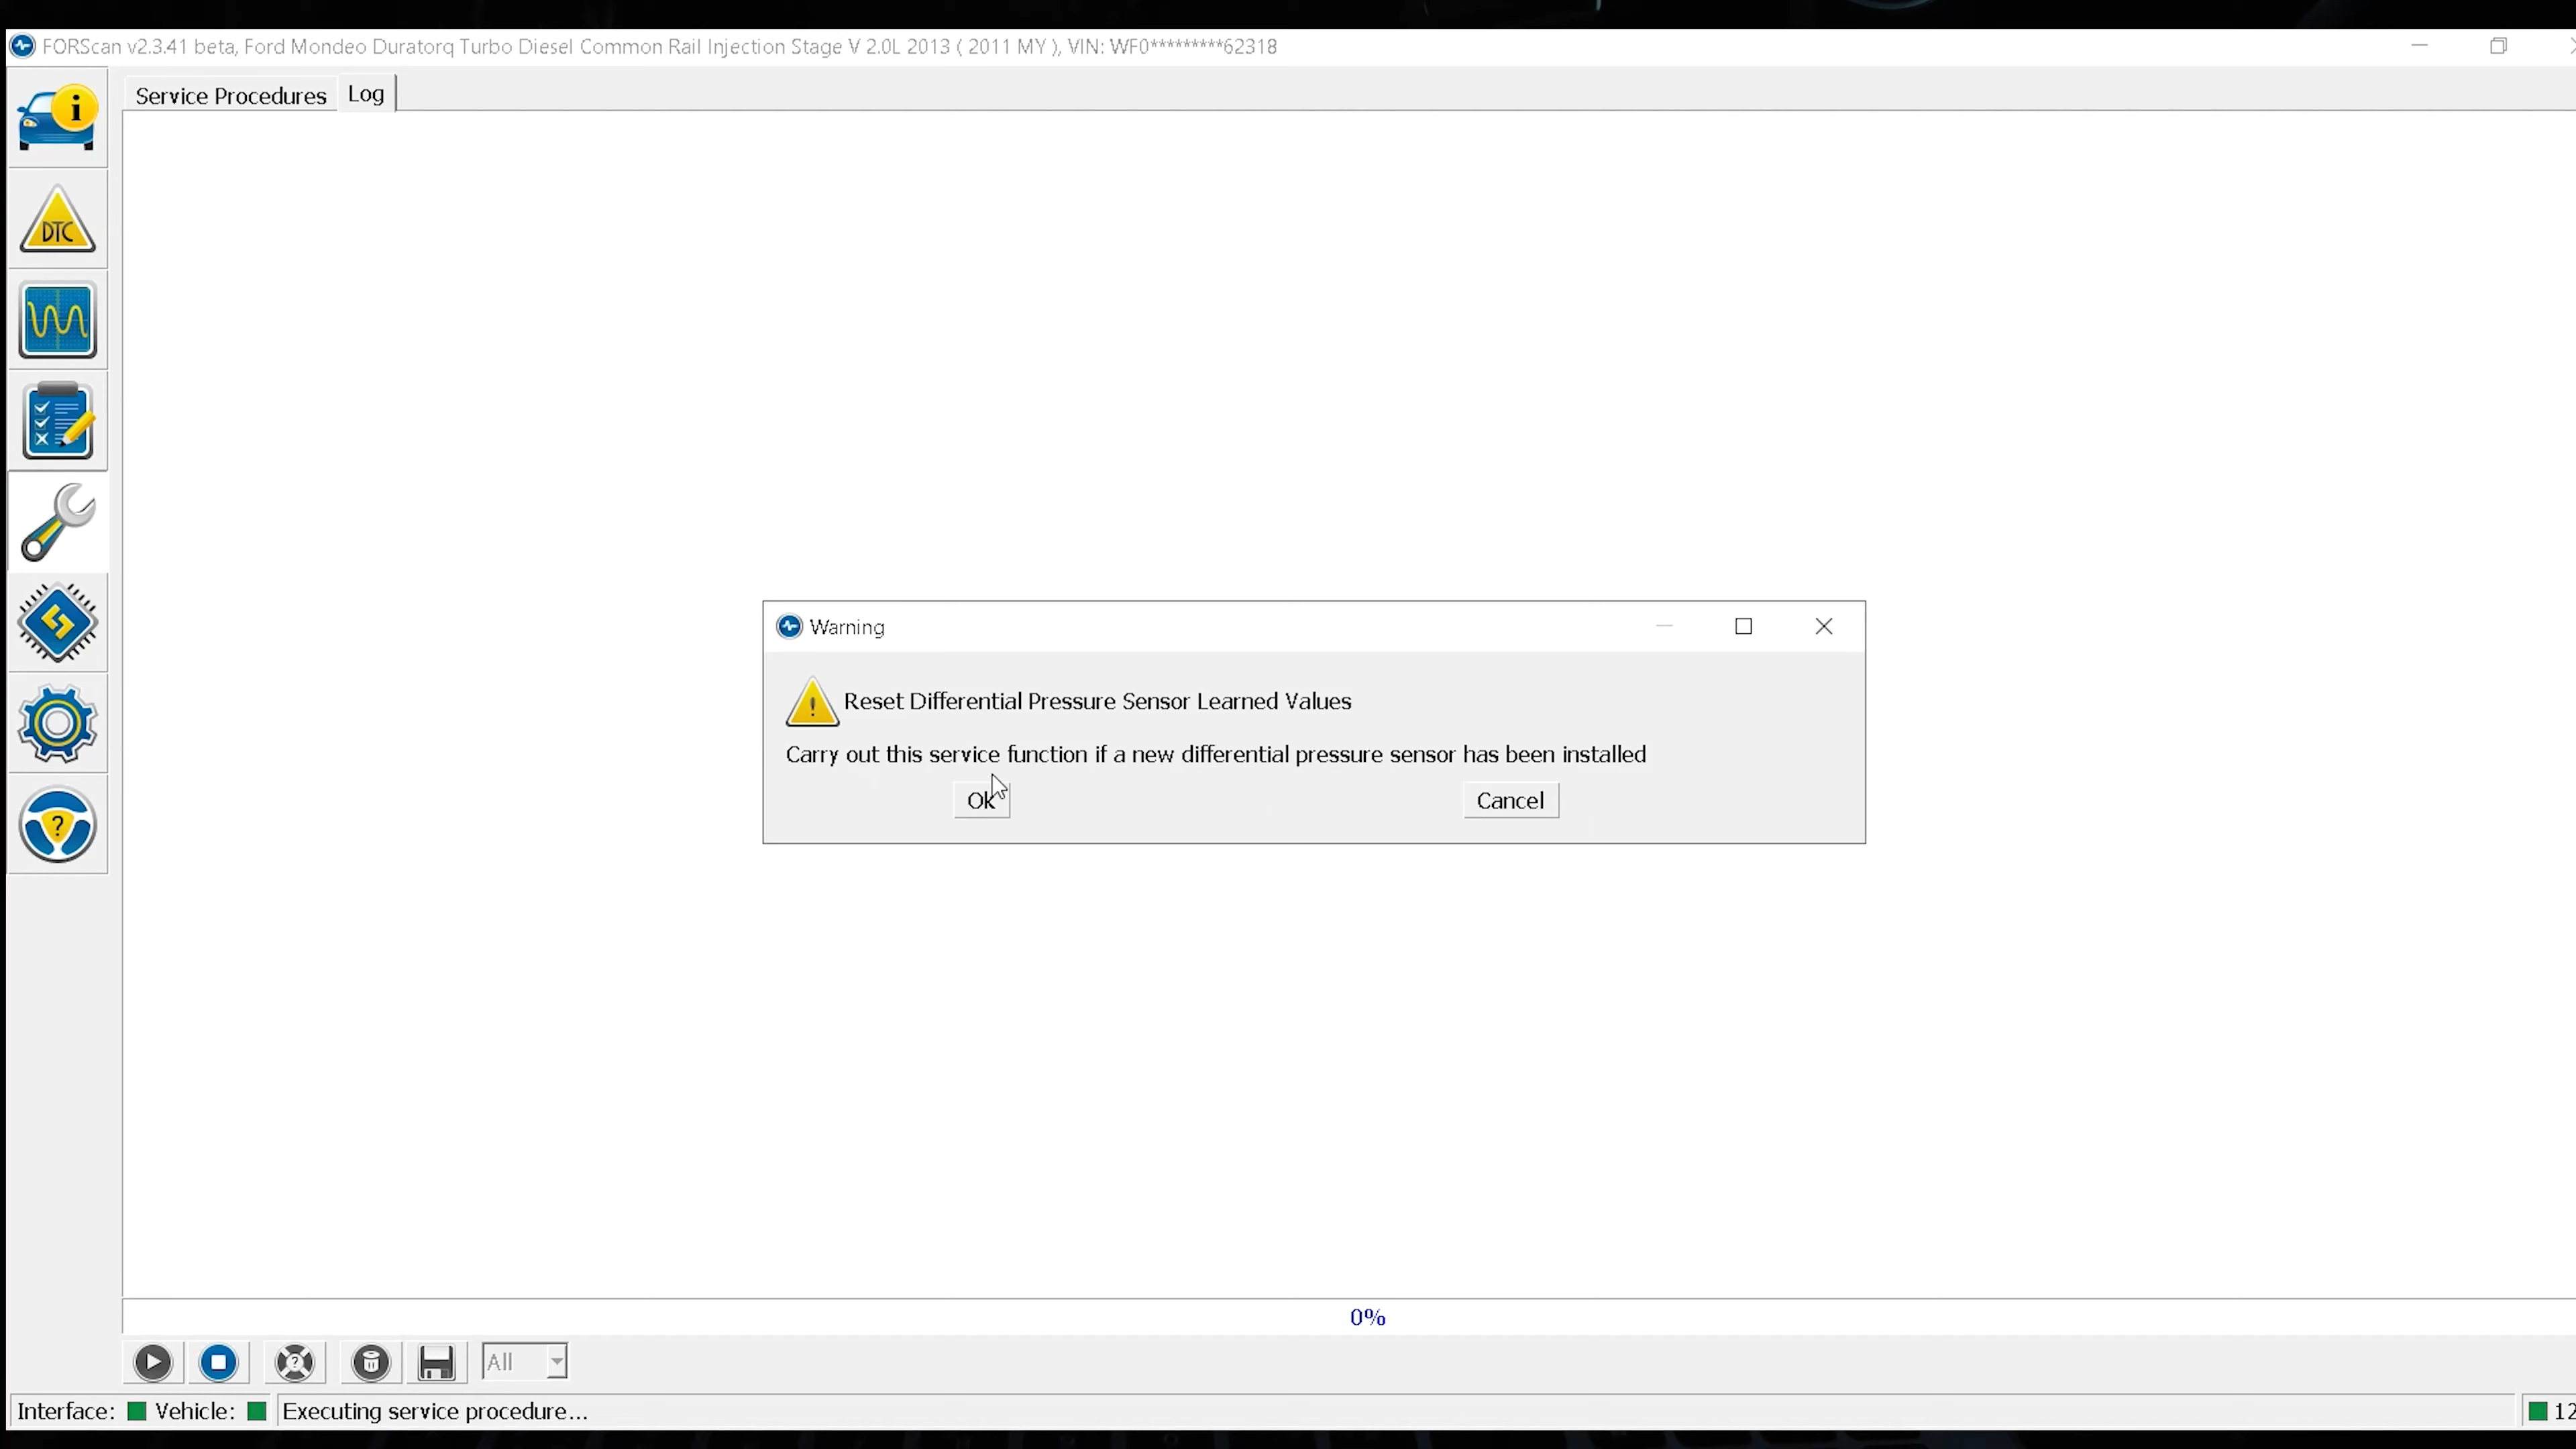 FORScan v2.3.41 beta, Ford Mondeo Duratorq Turbo Diesel Common Rail Injection Stage V 2.0L 2013 ( 2011 MY ), VIN: WF0*********62318
Service Procedures Log
i
DTC
Warning
Reset Differential Pressure Sensor Learned Values
Carry out this service function if a new differential pressure sensor has been installed
Ok Cancel
?
0%
? All
Interface: Vehicle: Executing service procedure... 12